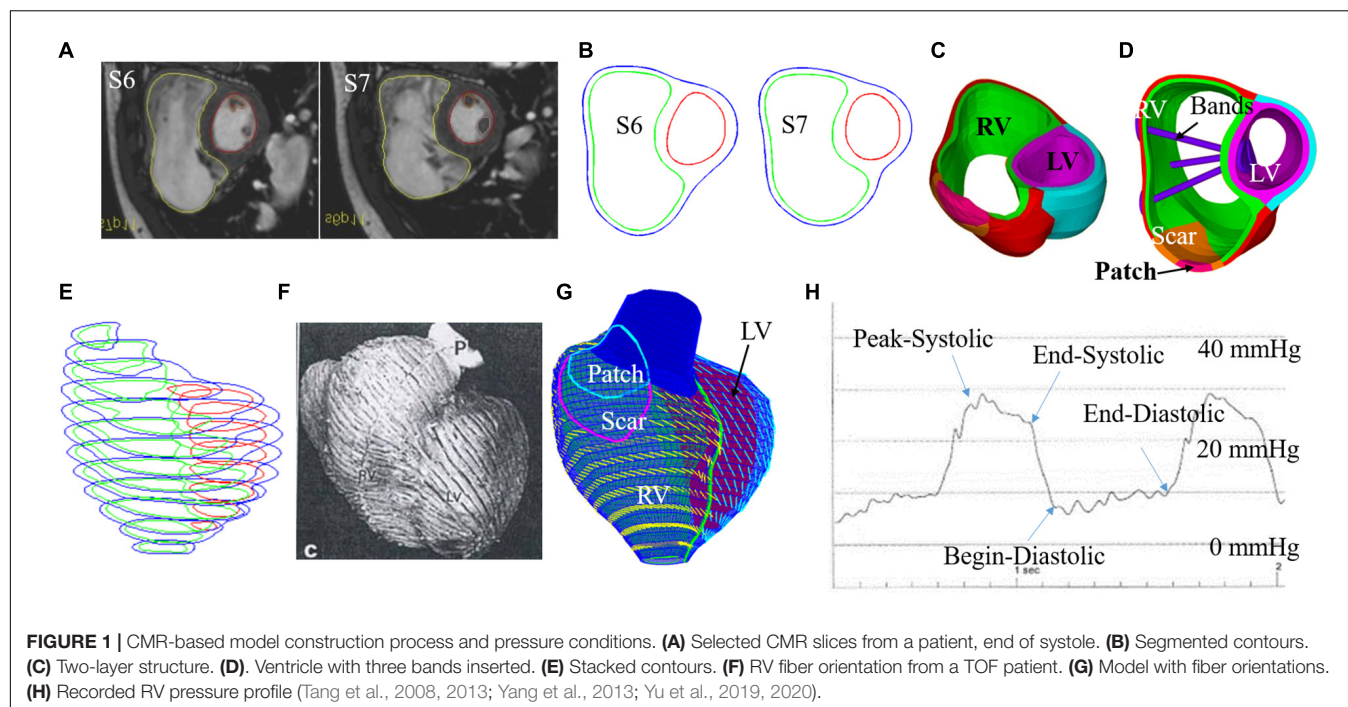 A
B
C
D
S6
S7
s7p11
s6p11
S6
S7
RV
LV
RV
Bands
LV
Scar
Patch
E
F
G
H
P
RV
LV
C
LV
Patch
Scar
RV
Peak-Systolic
End-Systolic
End-Diastolic
Begin-Diastolic
40 mmHg
20 mmHg
0 mmHg
1 sec
2
FIGURE 1 | CMR-based model construction process and pressure conditions. (A) Selected CMR slices from a patient, end of systole. (B) Segmented contours.
(C) Two-layer structure. (D). Ventricle with three bands inserted. (E) Stacked contours. (F) RV fiber orientation from a TOF patient. (G) Model with fiber orientations.
(H) Recorded RV pressure profile (Tang et al., 2008, 2013; Yang et al., 2013; Yu et al., 2019, 2020).